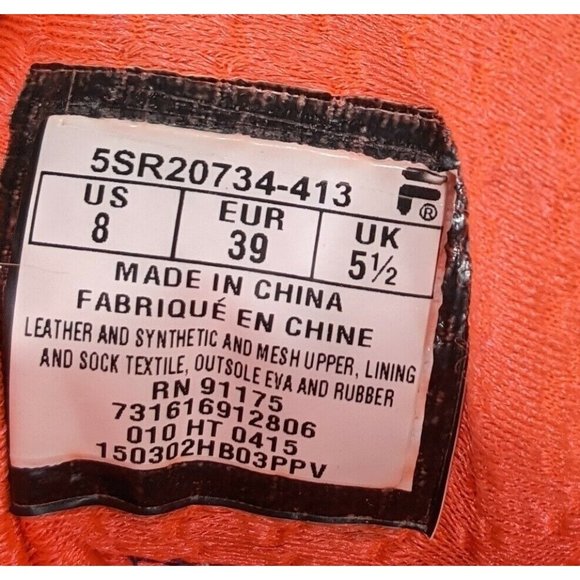 5SR20734-413
US EUR UK
8 39 5½
MADE IN CHINA
FABRIQUÉ EN CHINE
LEATHER AND SYNTHETIC AND MESH UPPER, LINING
AND SOCK TEXTILE, OUTSOLE EVA AND RUBBER
RN 91175
731616912806
010 HT 0415
150302HB03PPV
F®